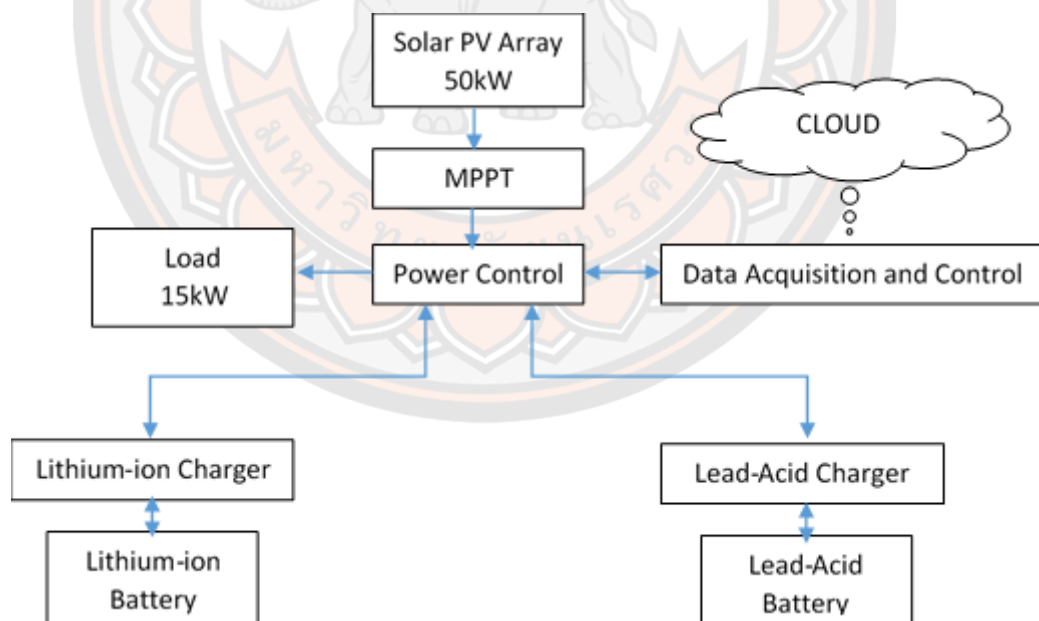 Solar PV Array
50kW
CLOUD
MPPT
Load
15kW
Power Control
Data Acquisition and Control
Lithium-ion Charger
Lead-Acid Charger
Lithium-ion
Battery
Lead-Acid
Battery